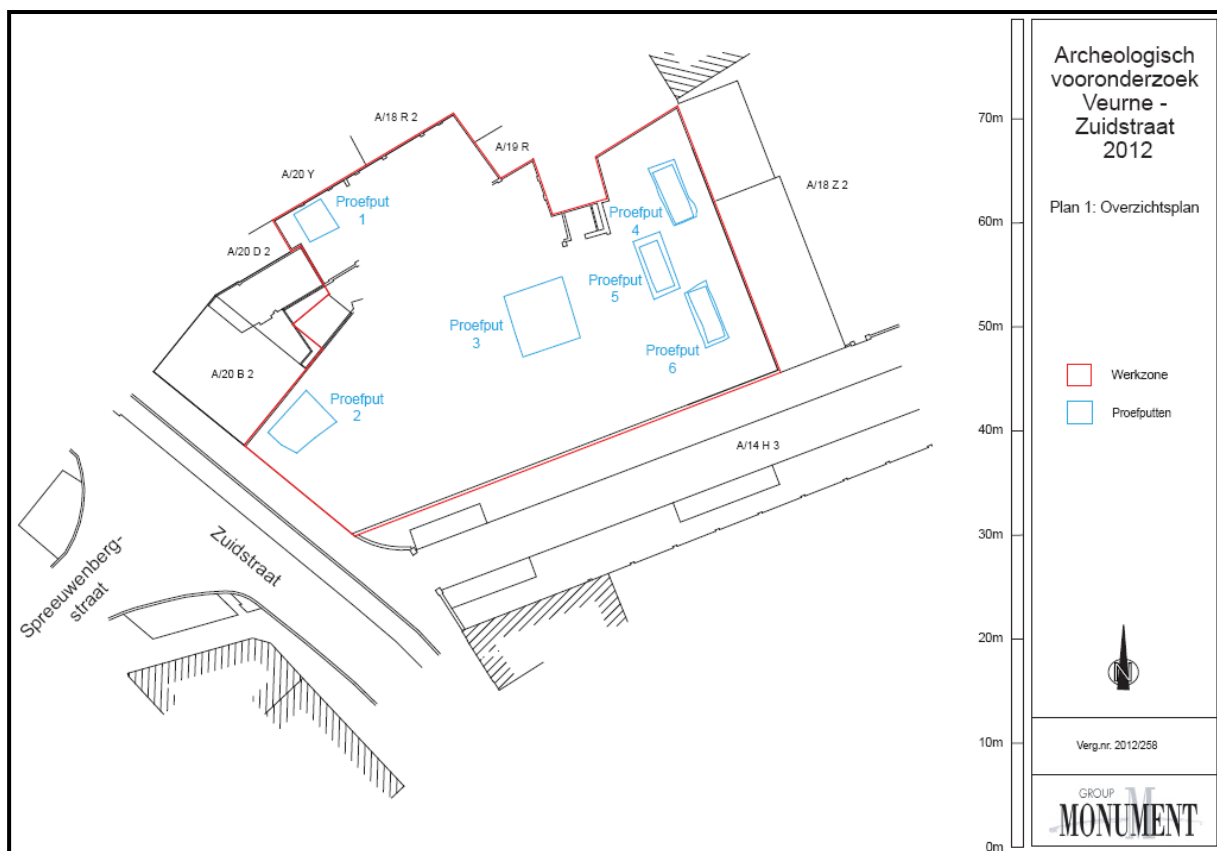 A/18 R 2
A/19 R
A/20 Y
A/18 Z 2
Proefput
1
Proefput
4
A/20 D 2
Proefput
5
Proefput
3
Proefput
6
A/20 B 2
Proefput
2
A/14 H 3
Zuidstraat
Spreeuwenberg-
straat
70m
60m
50m
40m
30m
20m
10m
0m
Archeologisch
vooronderzoek
Veurne -
Zuidstraat
2012
Plan 1: Overzichtsplan
Werkzone
Proefputten
N
Verg.nr. 2012/258
GROUP
M
MONUMENT